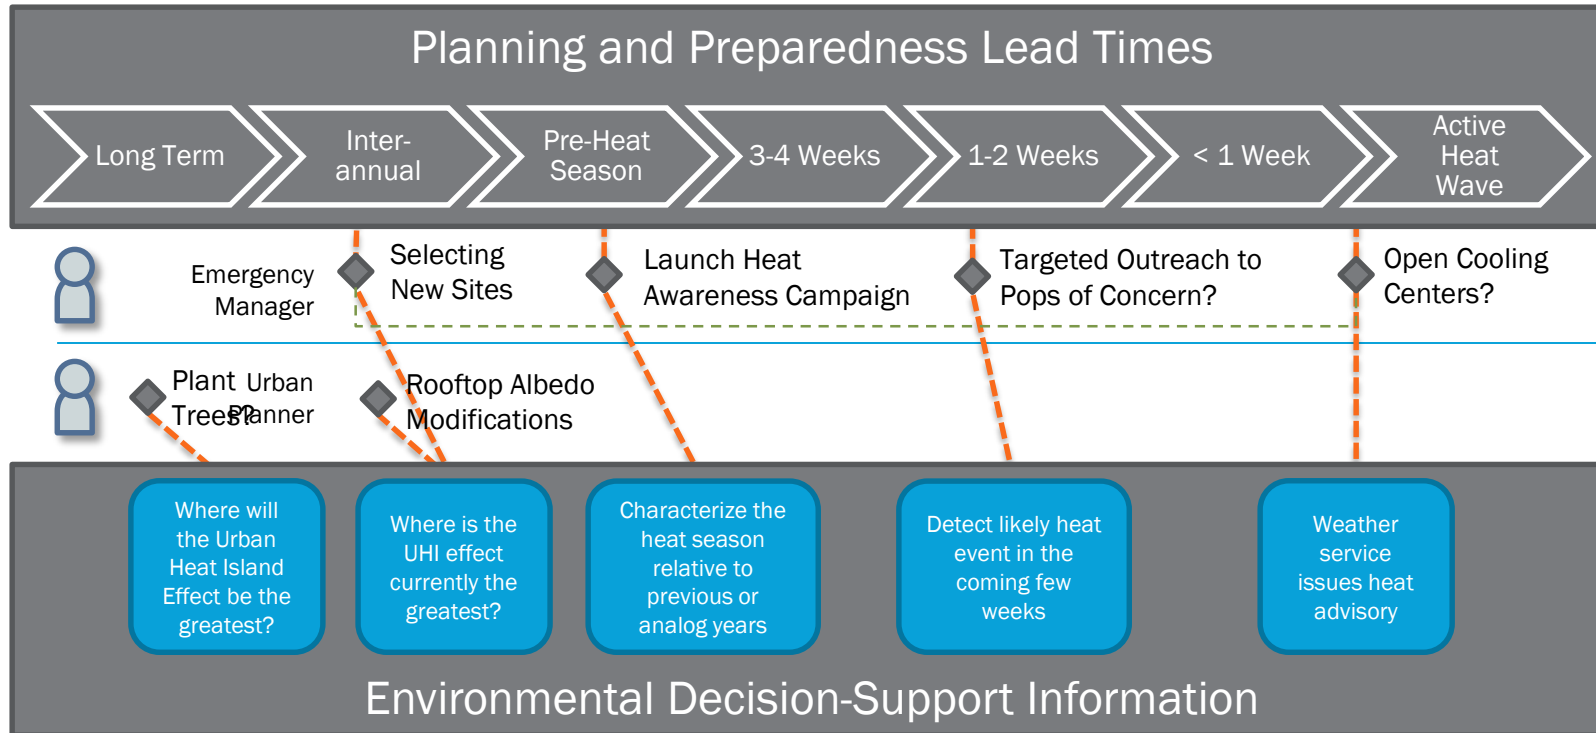 Planning and Preparedness Lead Times
Long Term
Inter-
annual
Pre-Heat
Season
3-4 Weeks
1-2 Weeks
< 1 Week
Active
Heat
Wave
Emergency
Manager
Selecting
New Sites
Launch Heat
Awareness Campaign
Targeted Outreach to
Pops of Concern?
Open Cooling
Centers?
Urban
Planner
Plant
Trees?
Rooftop Albedo
Modifications
Where will
the Urban
Heat Island
Effect be the
greatest?
Where is the
UHI effect
currently the
greatest?
Characterize the
heat season
relative to
previous or
analog years
Detect likely heat
event in the
coming few
weeks
Weather
service
issues heat
advisory
Environmental Decision-Support Information